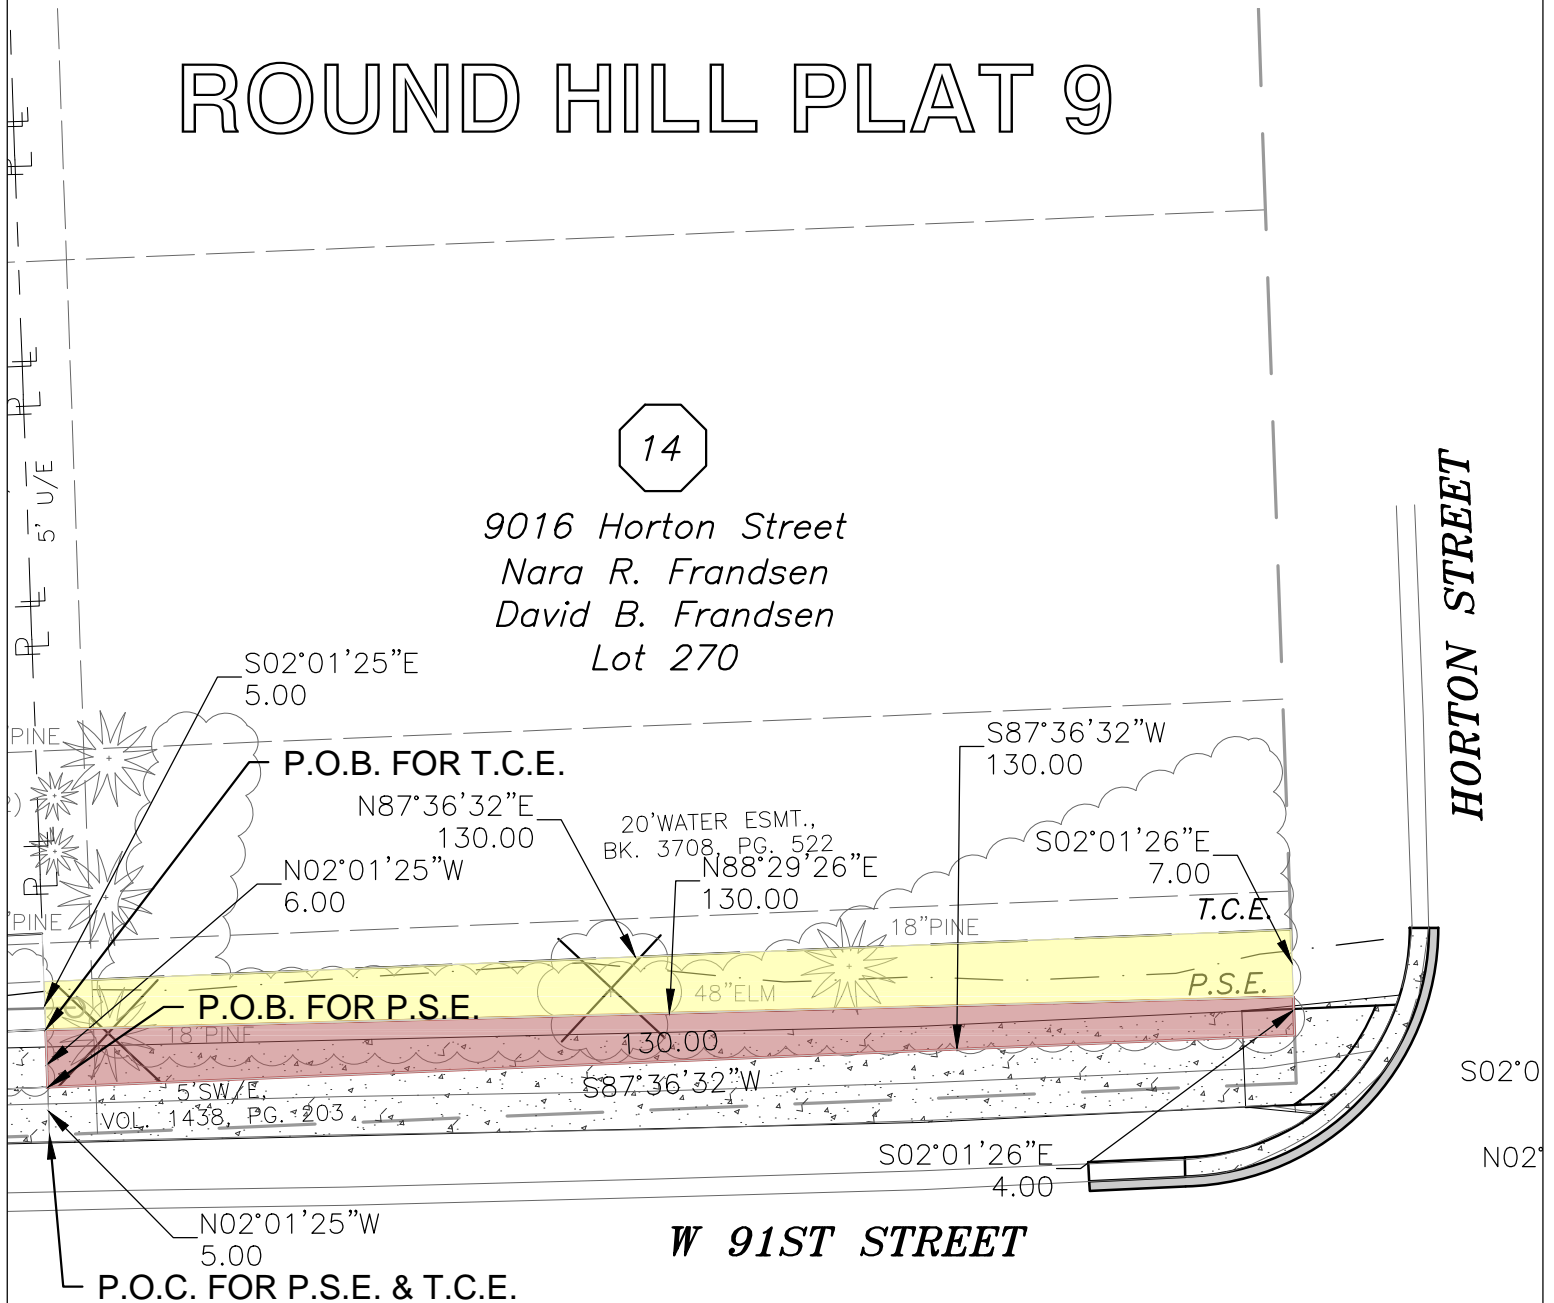 ROUND HILL PLAT 9
5' U/E
14
9016 Horton Street
Nara R. Frandsen
David B. Frandsen
Lot 270
HORTON STREET
S02°01'25"E
5.00
PINE
P.O.B. FOR T.C.E.
S87°36'32"W
130.00
N87°36'32"E
130.00
20'WATER ESMT.,
BK. 3708, PG. 522
S02°01'26"E
7.00
N02°01'25"W
6.00
N88°29'26"E
130.00
"PINE
18"PINE
T.C.E.
P.S.E.
48"ELM
P.O.B. FOR P.S.E.
18"PINE
130.00
S87°36'32"W
5'SW/E,
VOL. 1438, PG. 203
S02°0
S02°01'26"E
4.00
N02°
N02°01'25"W
5.00
W 91ST STREET
P.O.C. FOR P.S.E. & T.C.E.